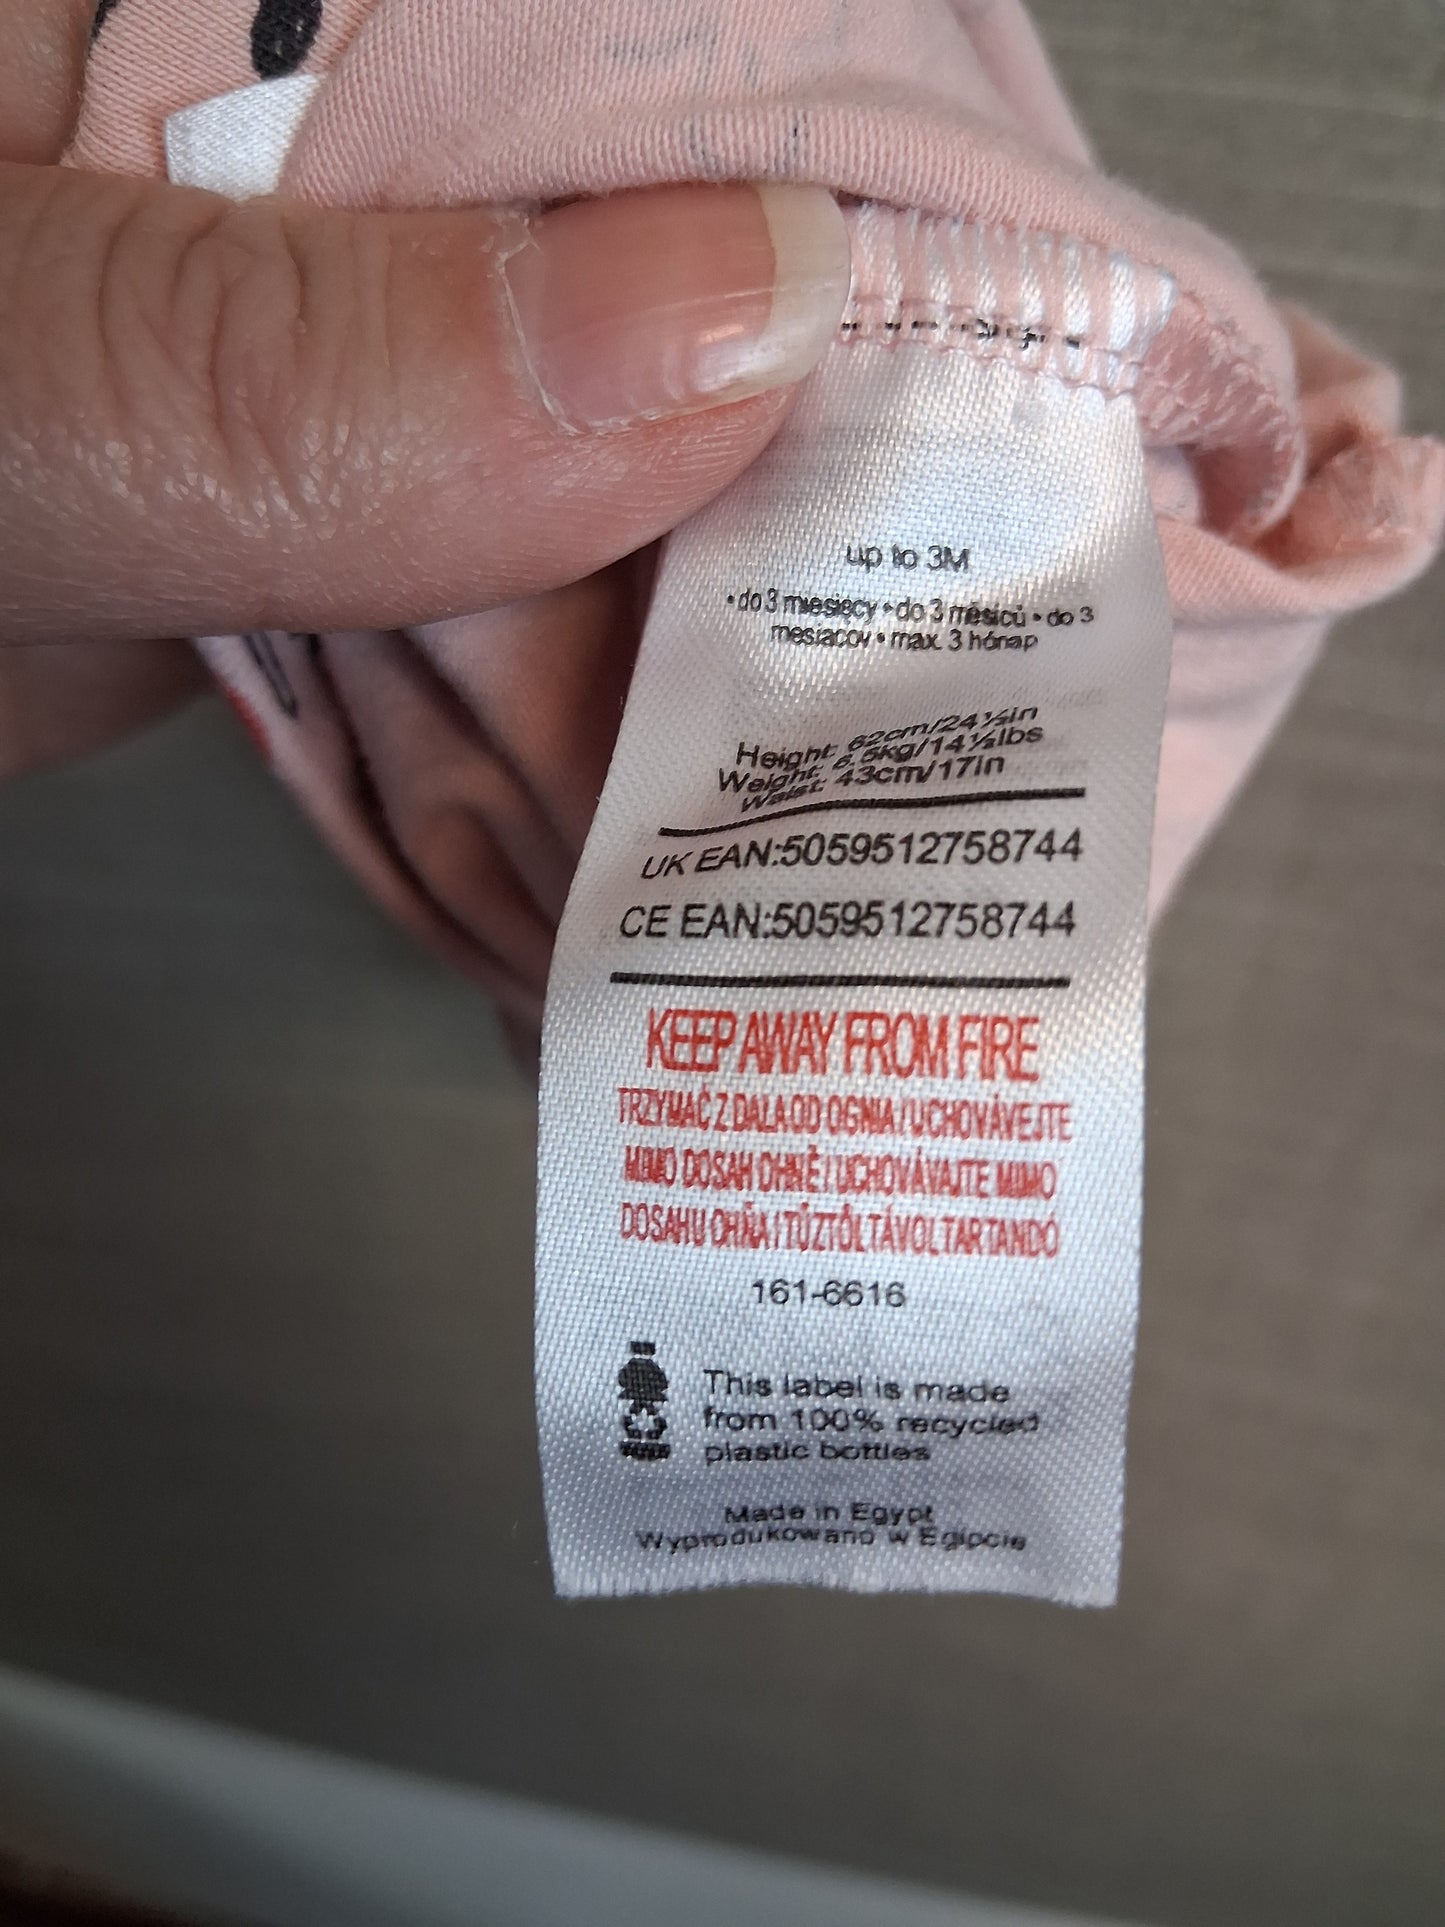 up to 3M
• do 3 miesięcy • do 3 měsíců • do 3
mesiacov • max. 3 hónap
Height: 62cm/24½in
Weight: 6.5kg/14½lbs
Waist: 43cm/17in
UK EAN:5059512758744
CE EAN:5059512758744
KEEP AWAY FROM FIRE
TRZYMAĆ Z DALA OD OGNIA / UCHOVÁVEJTE
MIMO DOSAH OHNĚ / UCHOVÁVAJTE MIMO
DOSAHU OHŇA / TŰZTŐL TÁVOL TARTANDÓ
161-6616
This label is made
from 100% recycled
plastic bottles
Made in Egypt
Wyprodukowano w Egipcie